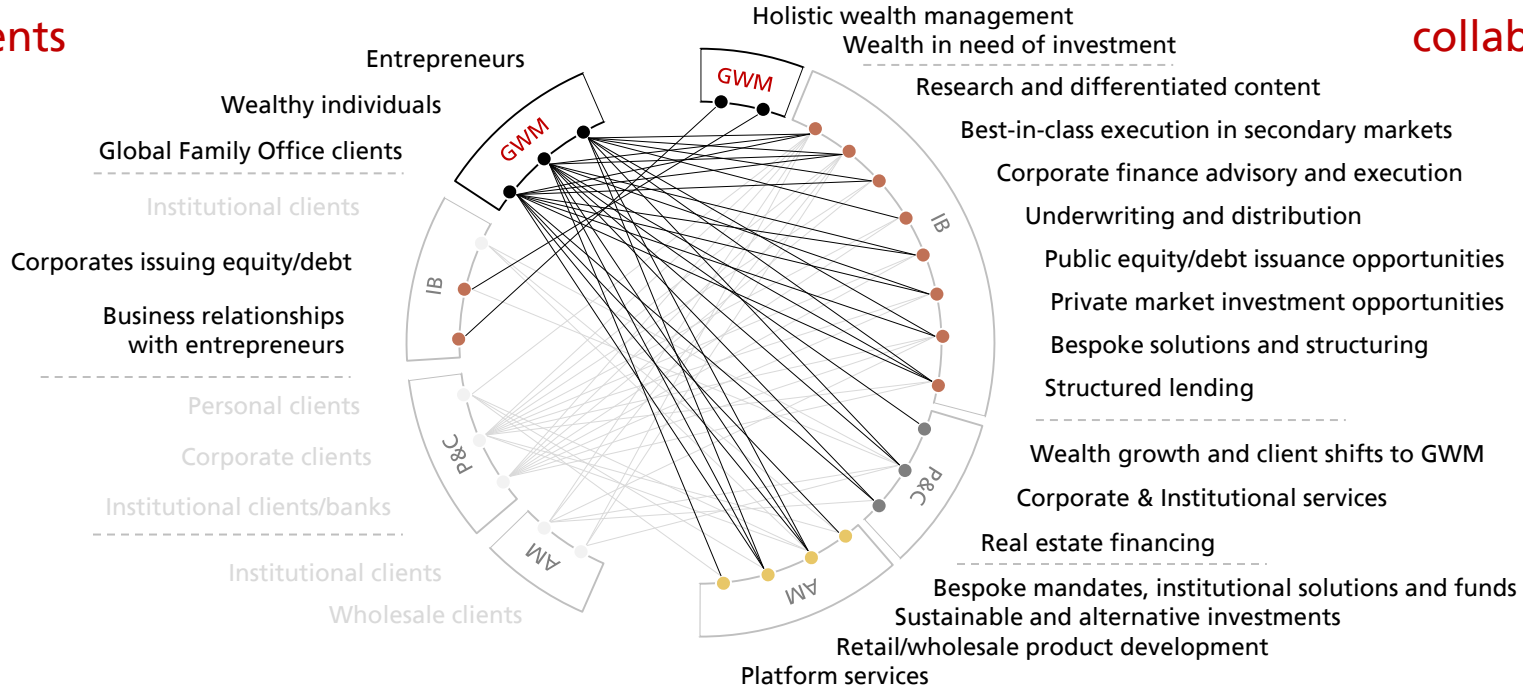 Holistic wealth management
Wealth in need of investment
Entrepreneurs
Wealthy individuals
Global Family Office clients
Institutional clients
Corporates issuing equity/debt
Business relationships
with entrepreneurs
Personal clients
Corporate clients
Institutional clients/banks
Institutional clients
Wholesale clients
GWM
IB
P&C
AM
GWM
IB
P&C
AM
Research and differentiated content
Best-in-class execution in secondary markets
Corporate finance advisory and execution
Underwriting and distribution
Public equity/debt issuance opportunities
Private market investment opportunities
Bespoke solutions and structuring
Structured lending
Wealth growth and client shifts to GWM
Corporate & Institutional services
Real estate financing
Bespoke mandates, institutional solutions and funds
Sustainable and alternative investments
Retail/wholesale product development
Platform services